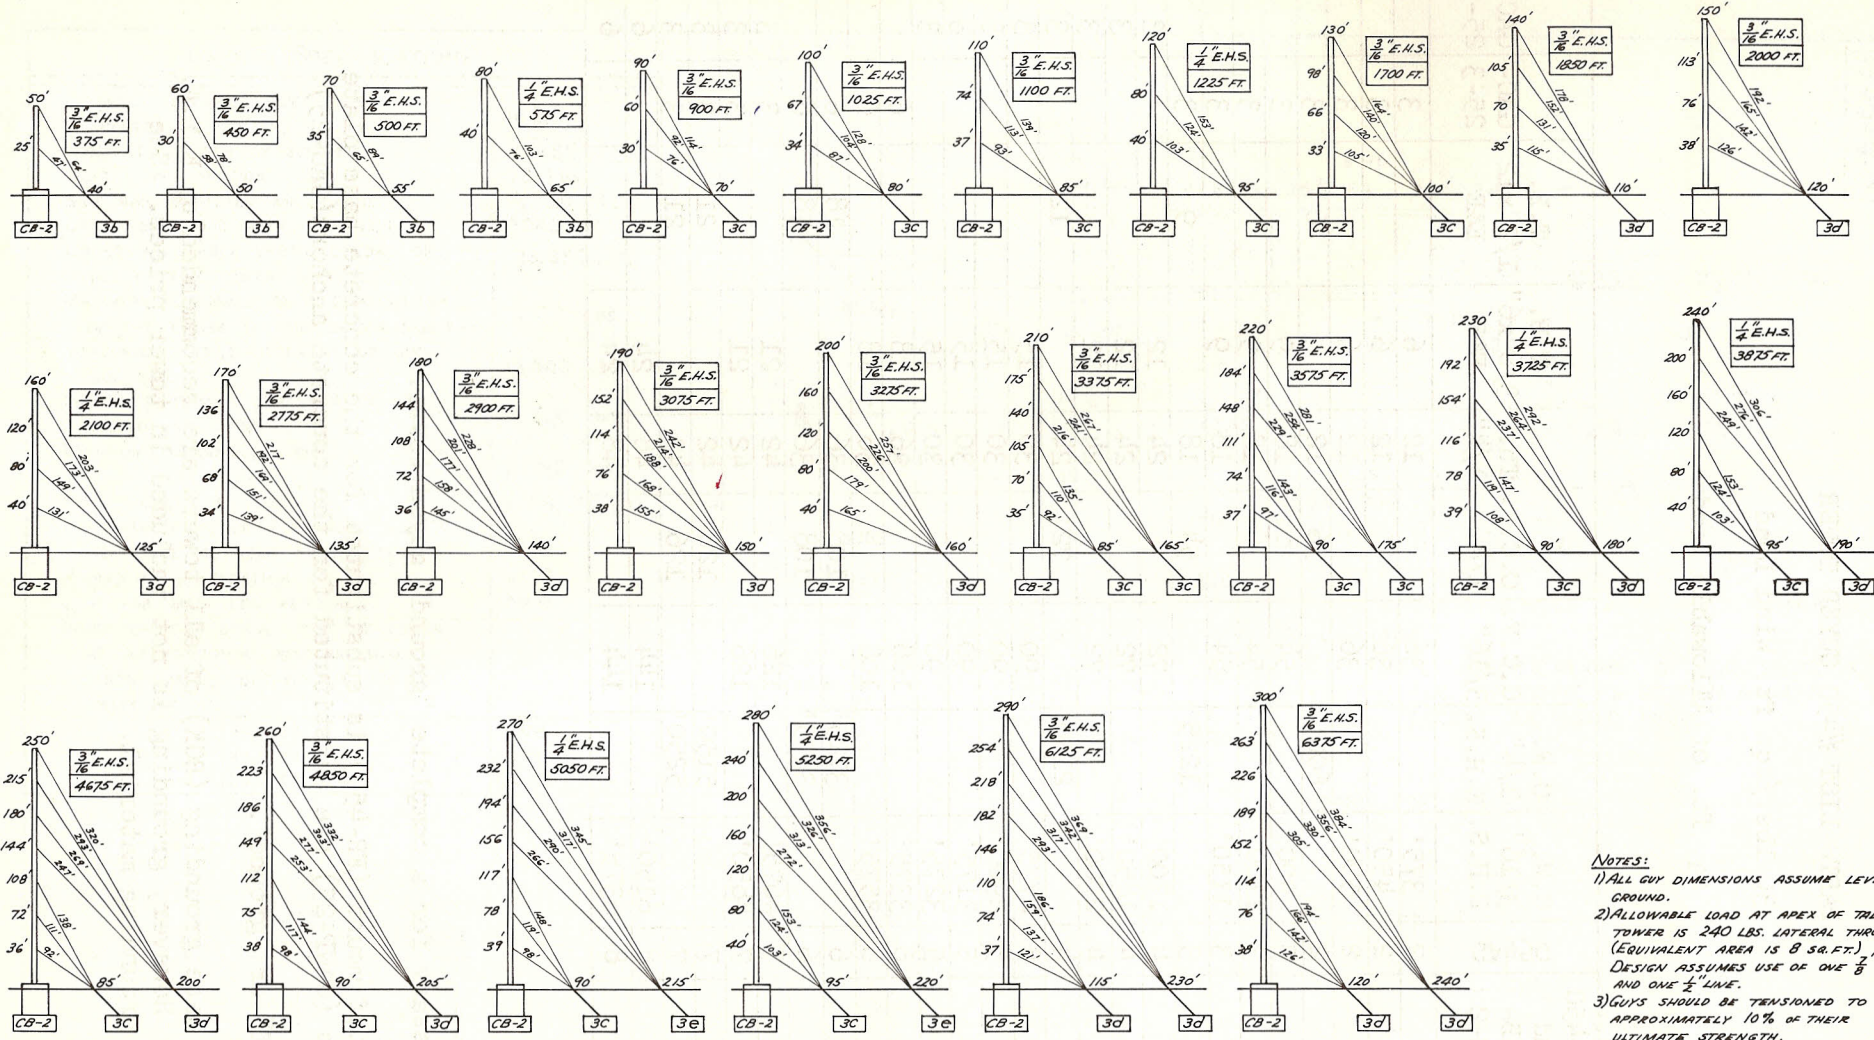 50'
3/16" E.H.S.
375 FT.
25'
47'
64'
40'
CB-2
3b
60'
3/16" E.H.S.
450 FT.
30'
58'
78'
50'
CB-2
3b
70'
3/16" E.H.S.
500 FT.
35'
65'
89'
55'
CB-2
3b
80'
1/4" E.H.S.
575 FT.
40'
76'
103'
65'
CB-2
3b
90'
3/16" E.H.S.
900 FT.
60'
30'
114'
92'
76'
70'
CB-2
3c
100'
3/16" E.H.S.
1025 FT.
67'
34'
128'
104'
87'
80'
CB-2
3c
110'
3/16" E.H.S.
1100 FT.
74'
37'
139'
113'
93'
85'
CB-2
3c
120'
1/4" E.H.S.
1225 FT.
80'
40'
153'
124'
103'
95'
CB-2
3c
130'
3/16" E.H.S.
1700 FT.
98'
66'
33'
164'
140'
120'
105'
100'
CB-2
3c
140'
3/16" E.H.S.
1850 FT.
105'
70'
35'
178'
152'
131'
115'
110'
CB-2
3d
150'
3/16" E.H.S.
2000 FT.
113'
76'
38'
192'
165'
142'
126'
120'
CB-2
3d
160'
1/4" E.H.S.
2100 FT.
120'
80'
40'
203'
173'
149'
131'
125'
CB-2
3d
170'
3/16" E.H.S.
2775 FT.
136'
102'
68'
34'
217'
192'
169'
151'
139'
135'
CB-2
3d
180'
3/16" E.H.S.
2900 FT.
144'
108'
72'
36'
228'
201'
177'
158'
145'
140'
CB-2
3d
190'
3/16" E.H.S.
3075 FT.
152'
114'
76'
38'
242'
214'
188'
168'
155'
150'
CB-2
3d
200'
3/16" E.H.S.
3275 FT.
160'
120'
80'
40'
257'
226'
200'
179'
165'
160'
CB-2
3d
210'
3/16" E.H.S.
3375 FT.
175'
140'
105'
70'
35'
267'
241'
216'
135'
110'
92'
85'
165'
CB-2
3c
3c
220'
3/16" E.H.S.
3575 FT.
184'
148'
111'
74'
37'
281'
254'
229'
143'
116'
97'
90'
175'
CB-2
3c
3d
230'
1/4" E.H.S.
3725 FT.
192'
154'
116'
78'
39'
292'
264'
237'
147'
119'
108'
90'
180'
CB-2
3c
3d
240'
1/4" E.H.S.
3875 FT.
200'
160'
120'
80'
40'
306'
276'
249'
153'
124'
103'
95'
190'
CB-2
3c
3d
250'
3/16" E.H.S.
4675 FT.
215'
180'
144'
108'
72'
36'
320'
293'
269'
247'
138'
111'
92'
85'
200'
CB-2
3c
3d
260'
3/16" E.H.S.
4850 FT.
223'
186'
149'
112'
75'
38'
332'
303'
277'
253'
144'
117'
98'
90'
205'
CB-2
3c
3d
270'
1/4" E.H.S.
5050 FT.
232'
194'
156'
117'
78'
39'
345'
317'
290'
266'
148'
119'
98'
90'
215'
CB-2
3c
3e
280'
1/4" E.H.S.
5250 FT.
240'
200'
160'
120'
80'
40'
356'
326'
313'
272'
153'
124'
103'
95'
220'
CB-2
3c
3e
290'
3/16" E.H.S.
6125 FT.
254'
218'
182'
146'
110'
74'
37'
369'
342'
317'
293'
186'
159'
137'
121'
115'
230'
CB-2
3d
3d
300'
3/16" E.H.S.
6375 FT.
263'
226'
189'
152'
114'
76'
38'
384'
356'
330'
305'
194'
166'
142'
126'
120'
240'
CB-2
3d
3d
NOTES:
1) ALL GUY DIMENSIONS ASSUME LEV
GROUND.
2) ALLOWABLE LOAD AT APEX OF TAL
TOWER IS 240 LBS. LATERAL THRU
(EQUIVALENT AREA IS 8 SQ.FT.)
DESIGN ASSUMES USE OF ONE 7/8"
AND ONE 1/2" LINE.
3) GUYS SHOULD BE TENSIONED TO
APPROXIMATELY 10% OF THEIR
ULTIMATE STRENGTH.